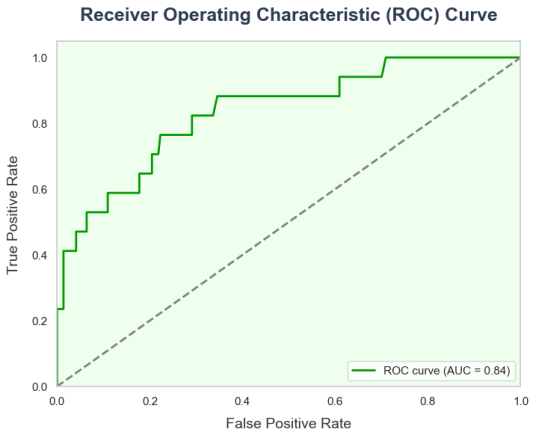 Receiver Operating Characteristic (ROC) Curve
1.0
0.8
0.6
0.4
0.2
0.0
True Positive Rate
ROC curve (AUC = 0.84)
0.0 0.2 0.4 0.6 0.8 1.0
False Positive Rate